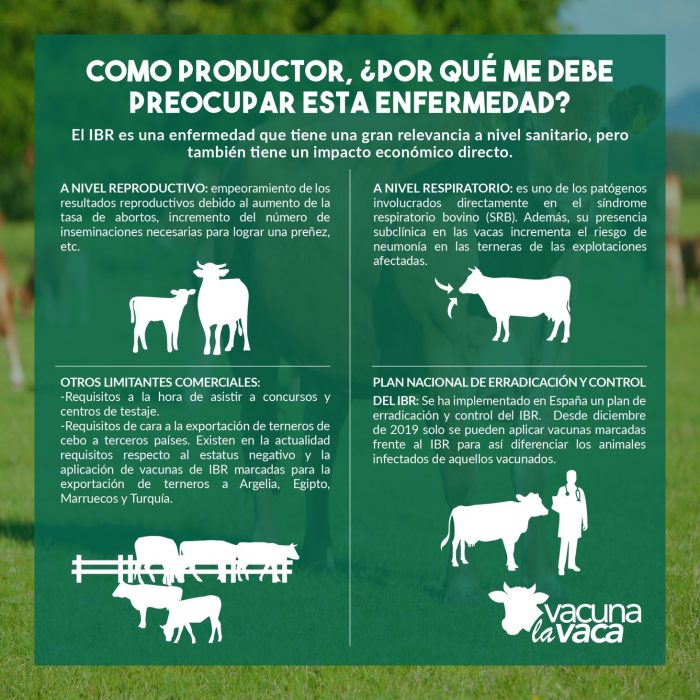 COMO PRODUCTOR, ¿POR QUÉ ME DEBE
PREOCUPAR ESTA ENFERMEDAD?
El IBR es una enfermedad que tiene una gran relevancia a nivel sanitario, pero
también tiene un impacto económico directo.
A NIVEL REPRODUCTIVO: empeoramiento de los
resultados reproductivos debido al aumento de la
tasa de abortos, incremento del número de
inseminaciones necesarias para lograr una preñez,
etc.
A NIVEL RESPIRATORIO: es uno de los patógenos
involucrados directamente en el síndrome
respiratorio bovino (SRB). Además, su presencia
subclínica en las vacas incrementa el riesgo de
neumonía en las terneras de las explotaciones
afectadas.
OTROS LIMITANTES COMERCIALES:
-Requisitos a la hora de asistir a concursos y
centros de testaje.
-Requisitos de cara a la exportación de terneros de
cebo a terceros países. Existen en la actualidad
requisitos respecto al estatus negativo y la
aplicación de vacunas de IBR marcadas para la
exportación de terneros a Argelia, Egipto,
Marruecos y Turquía.
PLAN NACIONAL DE ERRADICACIÓN Y CONTROL
DEL IBR: Se ha implementado en España un plan de
erradicación y control del IBR. Desde diciembre
de 2019 solo se pueden aplicar vacunas marcadas
frente al IBR para así diferenciar los animales
infectados de aquellos vacunados.
vacuna
la vaca